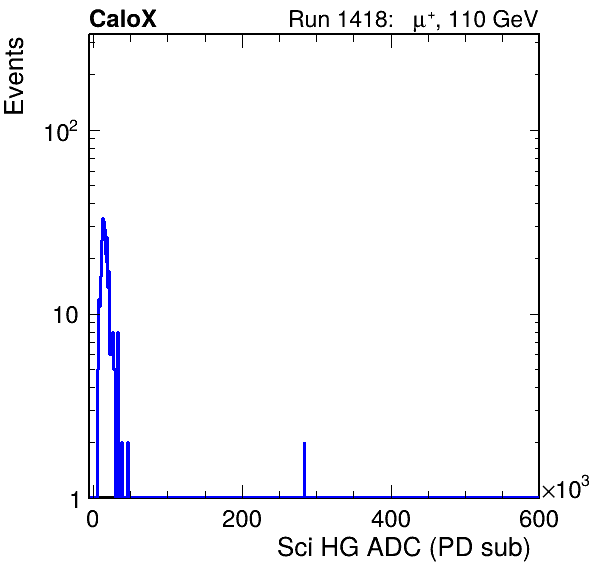 CaloX Run 1418: μ⁺, 110 GeV
Events
10²
10
1
0 200 400 600
×10³
Sci HG ADC (PD sub)